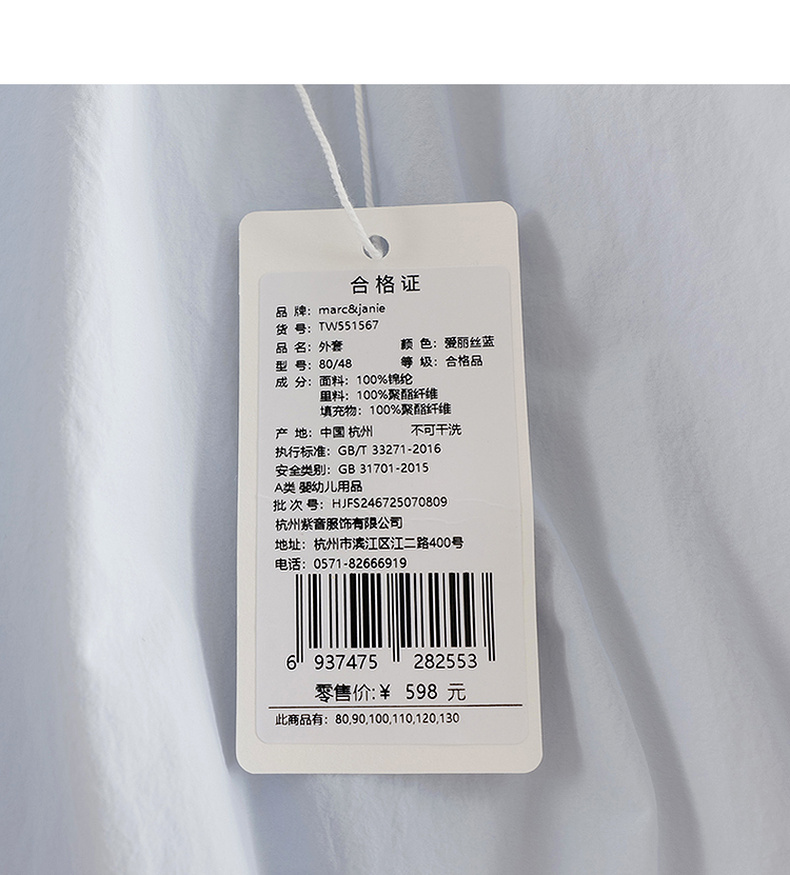 合格证
品 牌: marc&janie
货 号: TW551567
品 名: 外套 颜 色: 爱丽丝蓝
型 号: 80/48 等 级: 合格品
成 分: 面料: 100%锦纶
里料: 100%聚酯纤维
填充物: 100%聚酯纤维
产 地: 中国 杭州 不可干洗
执行标准: GB/T 33271-2016
安全类别: GB 31701-2015
A类 婴幼儿用品
批 次 号: HJFS246725070809
杭州紫音服饰有限公司
地址: 杭州市滨江区江二路400号
电话: 0571-82666919
6 937475 282553
零售价:¥ 598 元
此商品有: 80,90,100,110,120,130